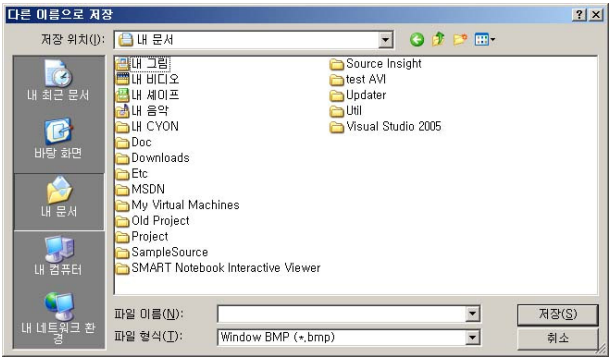 다른 이름으로 저장
저장 위치(I):
내 문서
내 최근 문서
바탕 화면
내 문서
내 컴퓨터
내 네트워크 환경
내 그림
내 비디오
내 셰이프
내 음악
내 CYON
Doc
Downloads
Etc
MSDN
My Virtual Machines
Old Project
Project
SampleSource
SMART Notebook Interactive Viewer
Source Insight
test AVI
Updater
Util
Visual Studio 2005
파일 이름(N):
저장(S)
파일 형식(T):
Window BMP (*.bmp)
취소